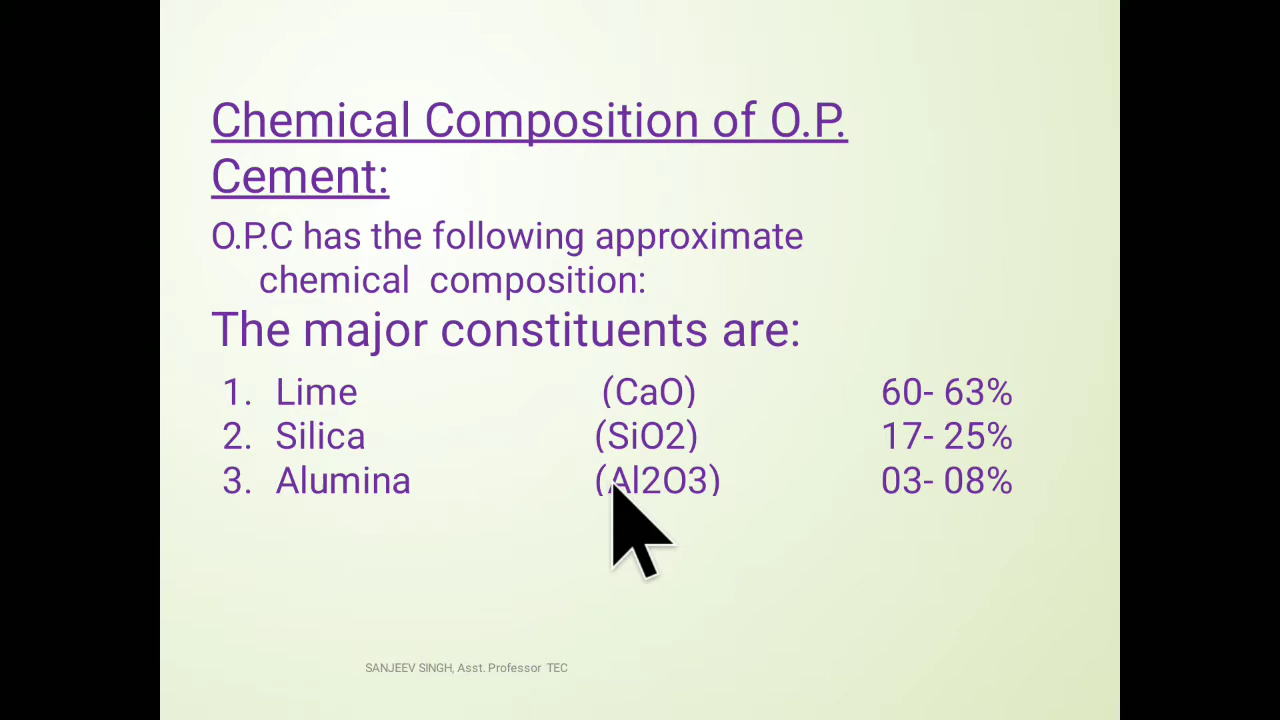 Chemical Composition of O.P.
Cement:
O.P.C has the following approximate
chemical composition:
The major constituents are:
1. Lime (CaO) 60- 63%
2. Silica (SiO2) 17- 25%
3. Alumina (Al2O3) 03- 08%
SANJEEV SINGH, Asst. Professor TEC